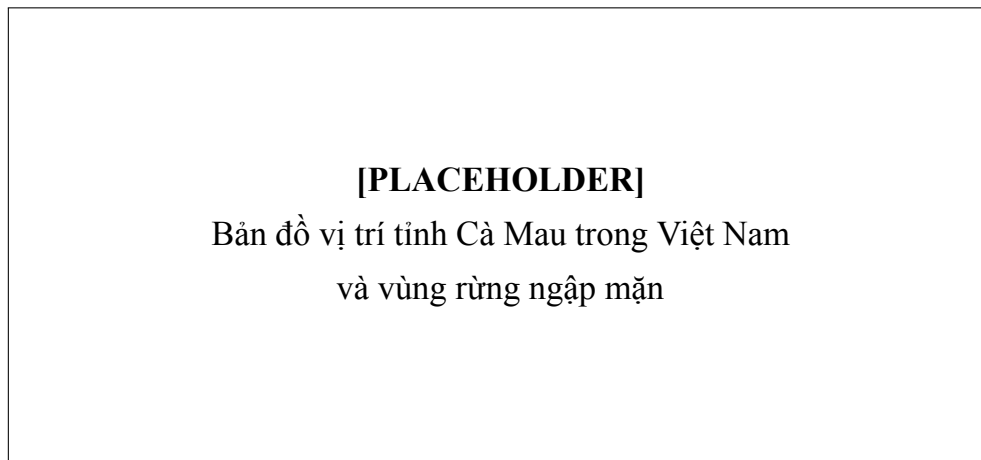 [PLACEHOLDER]
Bản đồ vị trí tỉnh Cà Mau trong Việt Nam
và vùng rừng ngập mặn